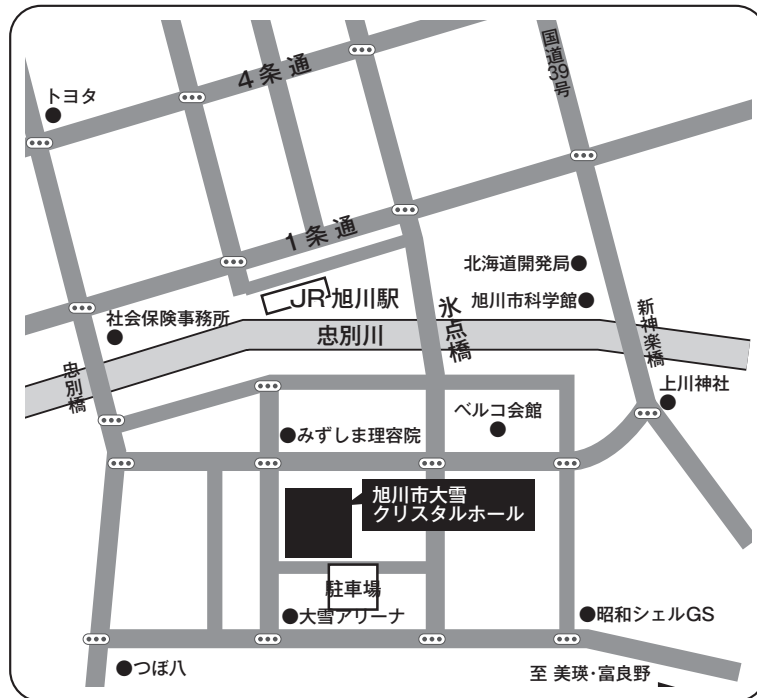 4条通
国道39号
トヨタ
1条通
北海道開発局
JR旭川駅
旭川市科学館
氷点橋
新神楽橋
社会保険事務所
忠別川
忠別橋
上川神社
ベルコ会館
みずしま理容院
旭川市大雪
クリスタルホール
駐車場
大雪アリーナ
昭和シェルGS
つぼ八
至 美瑛・富良野